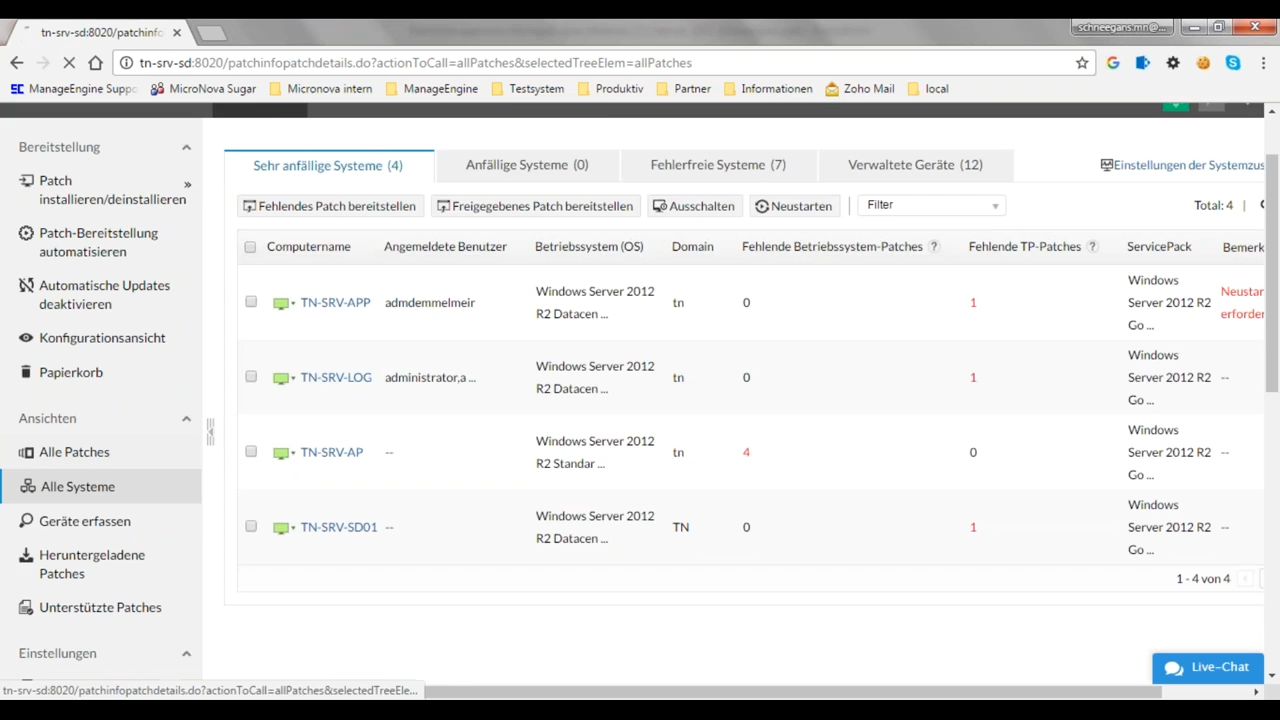 tn-srv-sd:8020/patchinfo
schneegans.mn@...
tn-srv-sd:8020/patchinfopatchdetails.do?actionToCall=allPatches&selectedTreeElem=allPatches
ManageEngine Suppo
MicroNova Sugar
Micronova intern
ManageEngine
Testsystem
Produktiv
Partner
Informationen
Zoho Mail
local
Bereitstellung
Patch
installieren/deinstallieren
»
Patch-Bereitstellung
automatisieren
Automatische Updates
deaktivieren
Konfigurationsansicht
Papierkorb
Ansichten
Alle Patches
Alle Systeme
Geräte erfassen
Heruntergeladene
Patches
Unterstützte Patches
Einstellungen
Sehr anfällige Systeme (4)
Anfällige Systeme (0)
Fehlerfreie Systeme (7)
Verwaltete Geräte (12)
Einstellungen der Systemzus
Fehlendes Patch bereitstellen
Freigegebenes Patch bereitstellen
Ausschalten
Neustarten
Filter
Total: 4 |
Computername Angemeldete Benutzer Betriebssystem (OS) Domain Fehlende Betriebssystem-Patches ? Fehlende TP-Patches ? ServicePack Bemerk
TN-SRV-APP admdemmelmeir Windows Server 2012 R2 Datacen ... tn 0 1 Windows Server 2012 R2 Go ... Neustar erforder
TN-SRV-LOG administrator,a ... Windows Server 2012 R2 Datacen ... tn 0 1 Windows Server 2012 R2 Go ... --
TN-SRV-AP -- Windows Server 2012 R2 Standar ... tn 4 0 Windows Server 2012 R2 Go ... --
TN-SRV-SD01 -- Windows Server 2012 R2 Datacen ... TN 0 1 Windows Server 2012 R2 Go ... --
1 - 4 von 4
Live-Chat
tn-srv-sd:8020/patchinfopatchdetails.do?actionToCall=allPatches&selectedTreeEle...